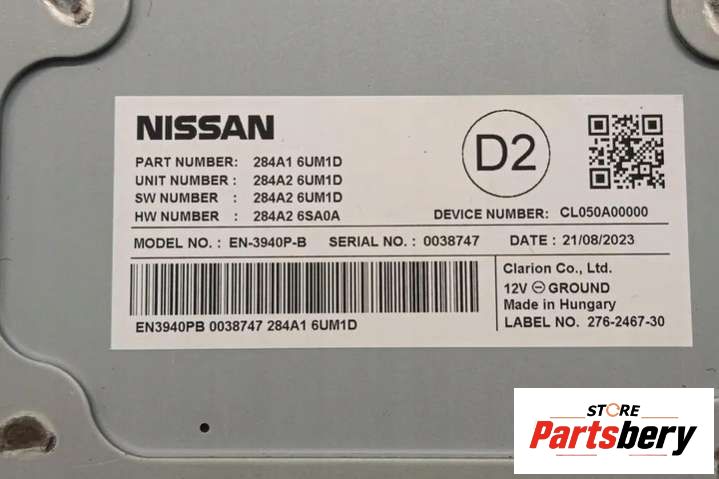 NISSAN
D2
PART NUMBER: 284A1 6UM1D
UNIT NUMBER : 284A2 6UM1D
SW NUMBER : 284A2 6UM1D
HW NUMBER : 284A2 6SA0A
DEVICE NUMBER: CL050A00000
MODEL NO. : EN-3940P-B SERIAL NO. : 0038747 DATE : 21/08/2023
EN3940PB 0038747 284A1 6UM1D
Clarion Co., Ltd.
12V ⊖ GROUND
Made in Hungary
LABEL NO. 276-2467-30
STORE
Partsbery